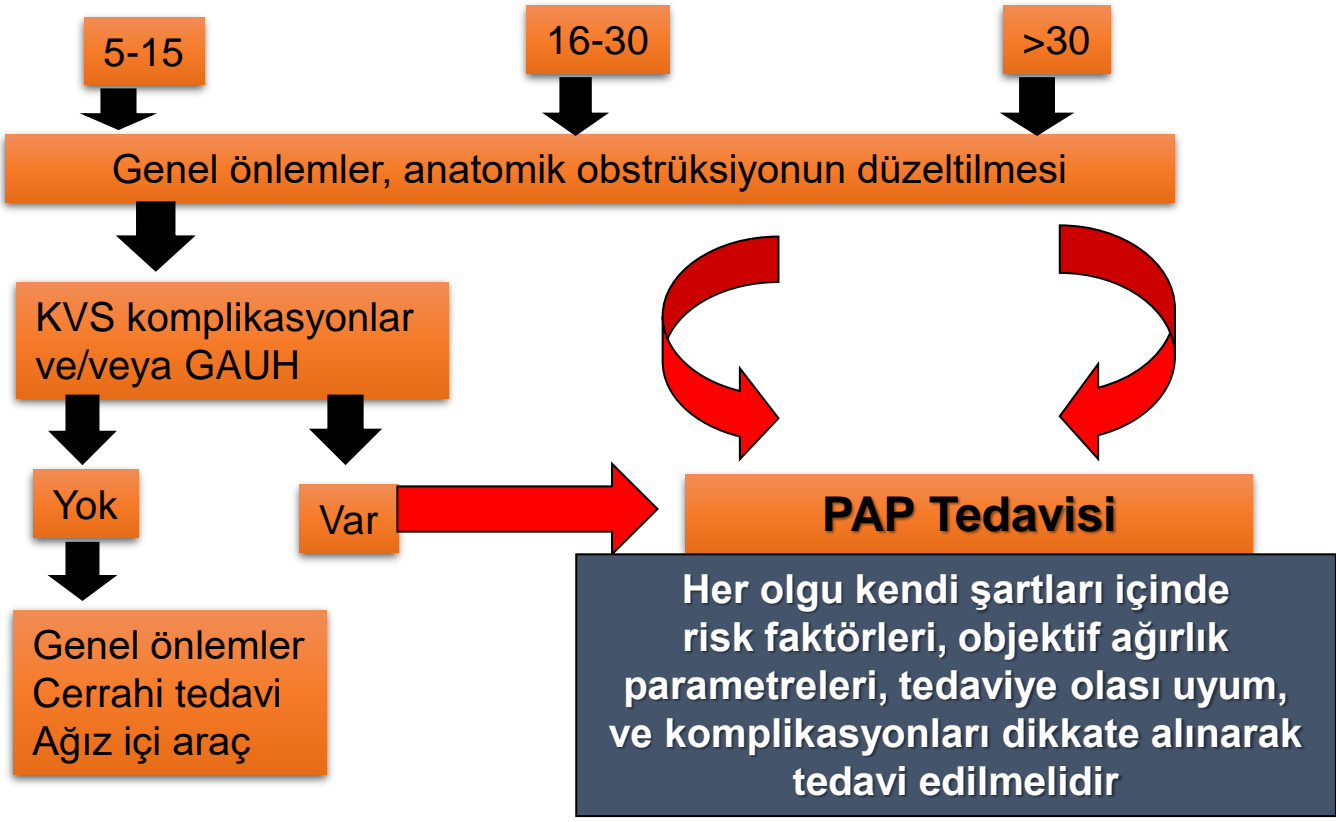 5-15
16-30
>30
Genel önlemler, anatomik obstrüksiyonun düzeltilmesi
KVS komplikasyonlar
ve/veya GAUH
Yok
Var
Genel önlemler
Cerrahi tedavi
Ağız içi araç
PAP Tedavisi
Her olgu kendi şartları içinde
risk faktörleri, objektif ağırlık
parametreleri, tedaviye olası uyum,
ve komplikasyonları dikkate alınarak
tedavi edilmelidir